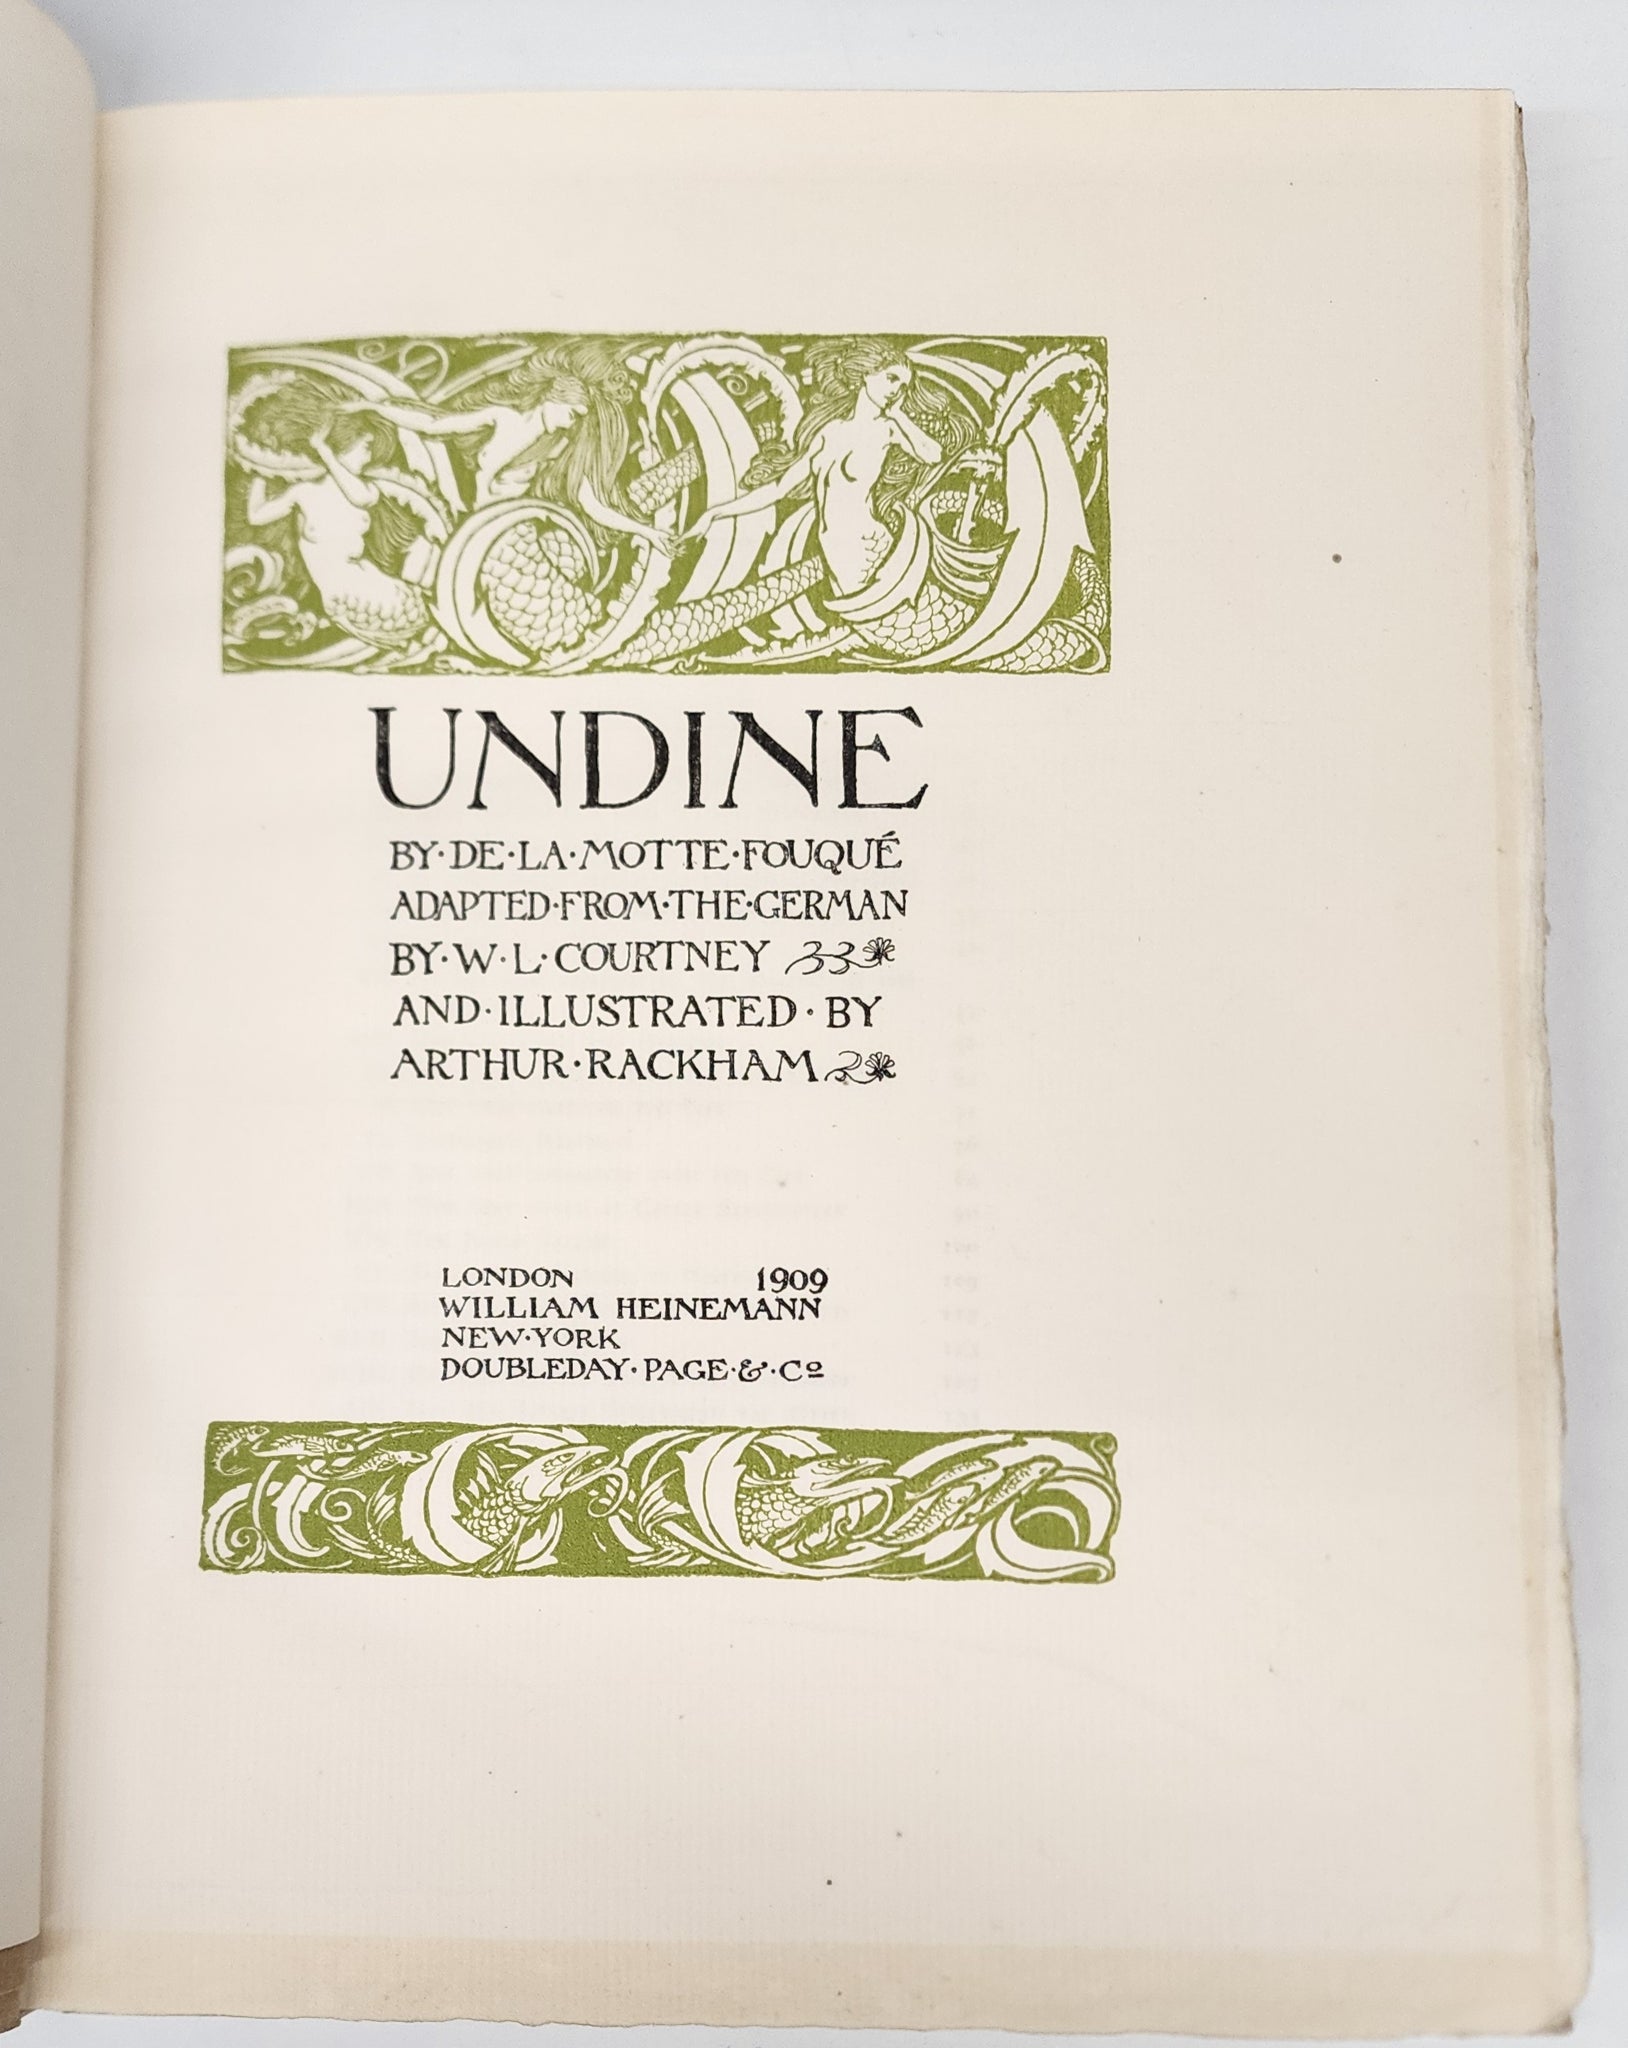 UNDINE
BY·DE·LA·MOTTE·FOUQUÉ
ADAPTED·FROM·THE·GERMAN
BY·W·L·COURTNEY
AND·ILLUSTRATED·BY
ARTHUR·RACKHAM
LONDON 1909
WILLIAM HEINEMANN
NEW·YORK
DOUBLEDAY·PAGE·&·Cº